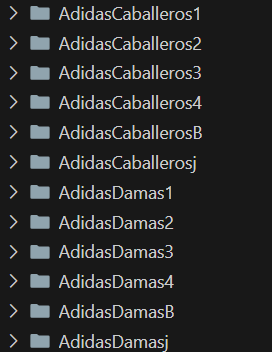 AdidasCaballeros1
AdidasCaballeros2
AdidasCaballeros3
AdidasCaballeros4
AdidasCaballerosB
AdidasCaballerosj
AdidasDamas1
AdidasDamas2
AdidasDamas3
AdidasDamas4
AdidasDamasB
AdidasDamasj